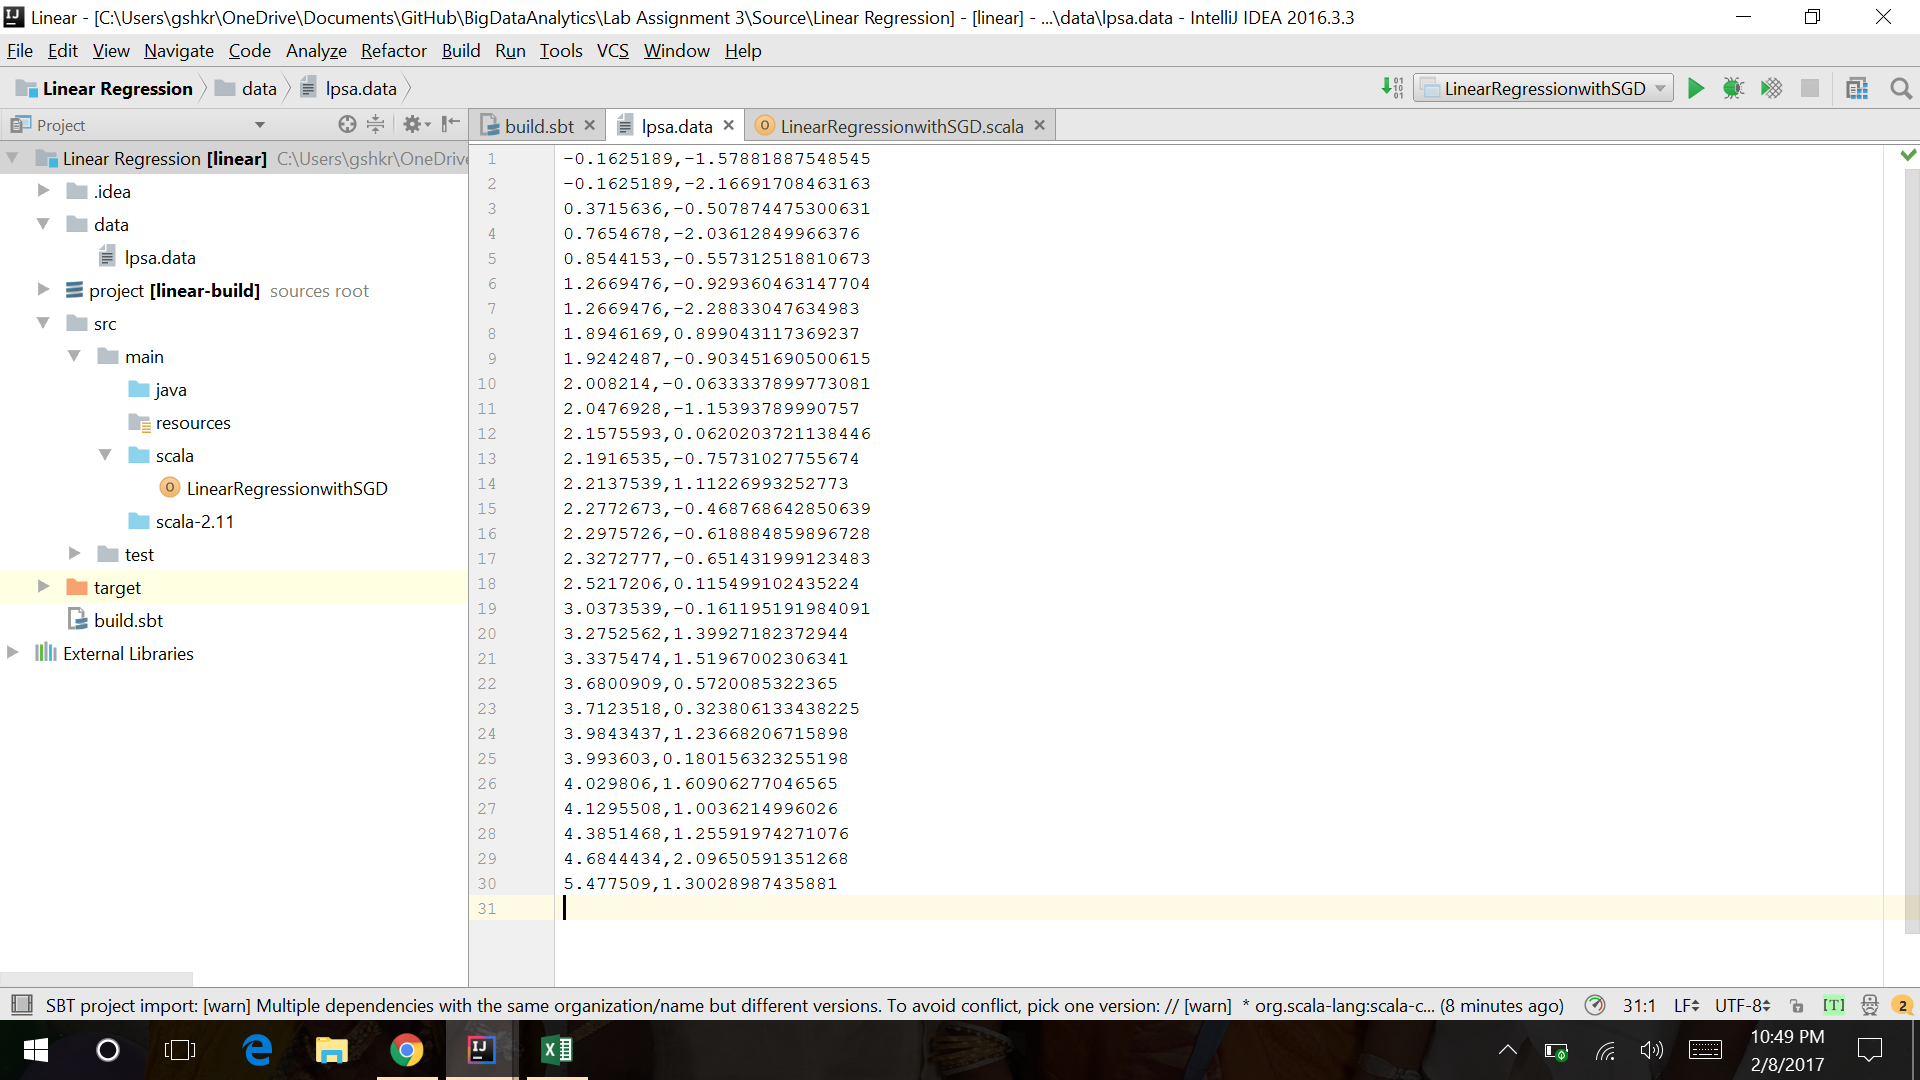 Linear - [C:\Users\gshkr\OneDrive\Documents\GitHub\BigDataAnalytics\Lab Assignment 3\Source\Linear Regression] - [linear] - ...\data\lpsa.data - IntelliJ IDEA 2016.3.3
File Edit View Navigate Code Analyze Refactor Build Run Tools VCS Window Help
Linear Regression data lpsa.data LinearRegressionwithSGD
Project build.sbt lpsa.data LinearRegressionwithSGD.scala
Linear Regression [linear] C:\Users\gshkr\OneDrive
.idea
data
lpsa.data
project [linear-build] sources root
src
main
java
resources
scala
LinearRegressionwithSGD
scala-2.11
test
target
build.sbt
External Libraries
1 -0.1625189,-1.57881887548545
2 -0.1625189,-2.16691708463163
3 0.3715636,-0.507874475300631
4 0.7654678,-2.03612849966376
5 0.8544153,-0.557312518810673
6 1.2669476,-0.929360463147704
7 1.2669476,-2.28833047634983
8 1.8946169,0.899043117369237
9 1.9242487,-0.903451690500615
10 2.008214,-0.0633337899773081
11 2.0476928,-1.15393789990757
12 2.1575593,0.0620203721138446
13 2.1916535,-0.75731027755674
14 2.2137539,1.11226993252773
15 2.2772673,-0.468768642850639
16 2.2975726,-0.618884859896728
17 2.3272777,-0.651431999123483
18 2.5217206,0.115499102435224
19 3.0373539,-0.161195191984091
20 3.2752562,1.39927182372944
21 3.3375474,1.51967002306341
22 3.6800909,0.5720085322365
23 3.7123518,0.323806133438225
24 3.9843437,1.23668206715898
25 3.993603,0.180156323255198
26 4.029806,1.60906277046565
27 4.1295508,1.0036214996026
28 4.3851468,1.25591974271076
29 4.6844434,2.09650591351268
30 5.477509,1.30028987435881
31
SBT project import: [warn] Multiple dependencies with the same organization/name but different versions. To avoid conflict, pick one version: // [warn] * org.scala-lang:scala-c... (8 minutes ago) 31:1 LF UTF-8 [T] 2
10:49 PM
2/8/2017